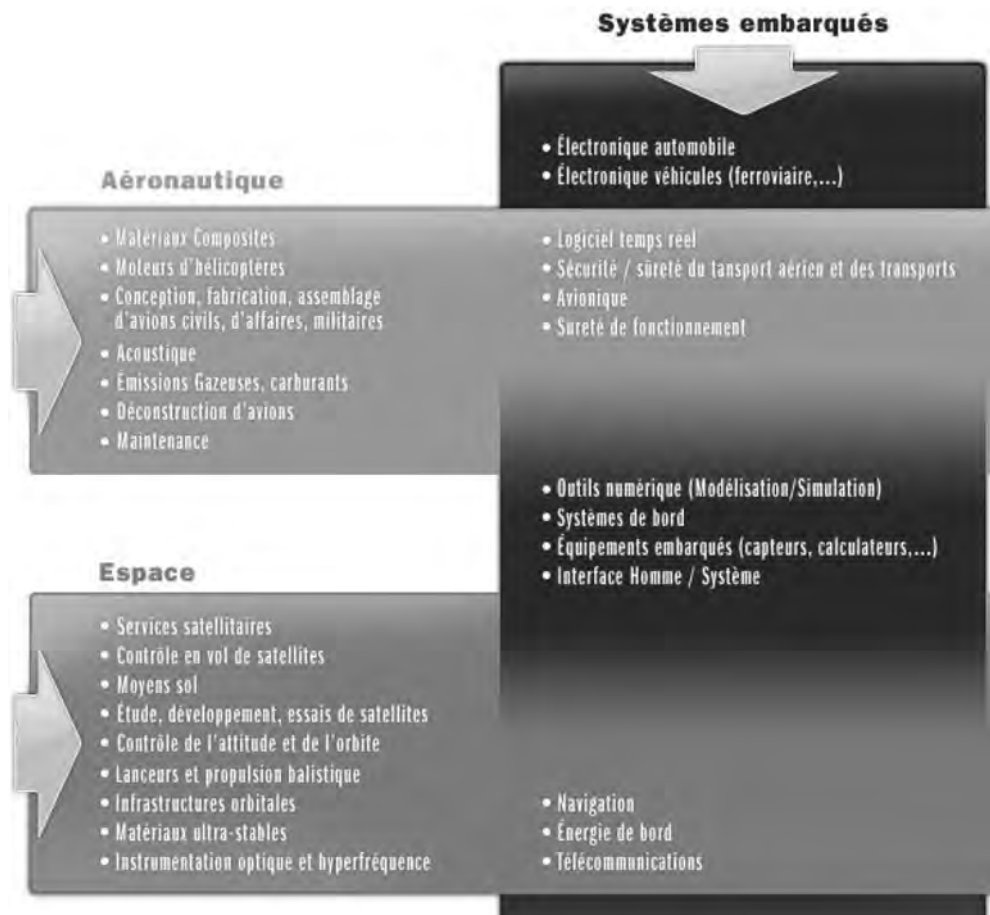 Systèmes embarqués
• Électronique automobile
• Électronique véhicules (ferroviaire,...)
Aéronautique
• Matériaux Composites
• Moteurs d'hélicoptères
• Conception, fabrication, assemblage
d'avions civils, d'affaires, militaires
• Acoustique
• Émissions Gazeuses, carburants
• Déconstruction d'avions
• Maintenance
• Logiciel temps réel
• Sécurité / sûreté du tansport aérien et des transports
• Avionique
• Sureté de fonctionnement
• Outils numérique (Modélisation/Simulation)
• Systèmes de bord
• Équipements embarqués (capteurs, calculateurs,...)
• Interface Homme / Système
Espace
• Services satellitaires
• Contrôle en vol de satellites
• Moyens sol
• Étude, développement, essais de satellites
• Contrôle de l'attitude et de l'orbite
• Lanceurs et propulsion balistique
• Infrastructures orbitales
• Matériaux ultra-stables
• Instrumentation optique et hyperfréquence
• Navigation
• Énergie de bord
• Télécommunications